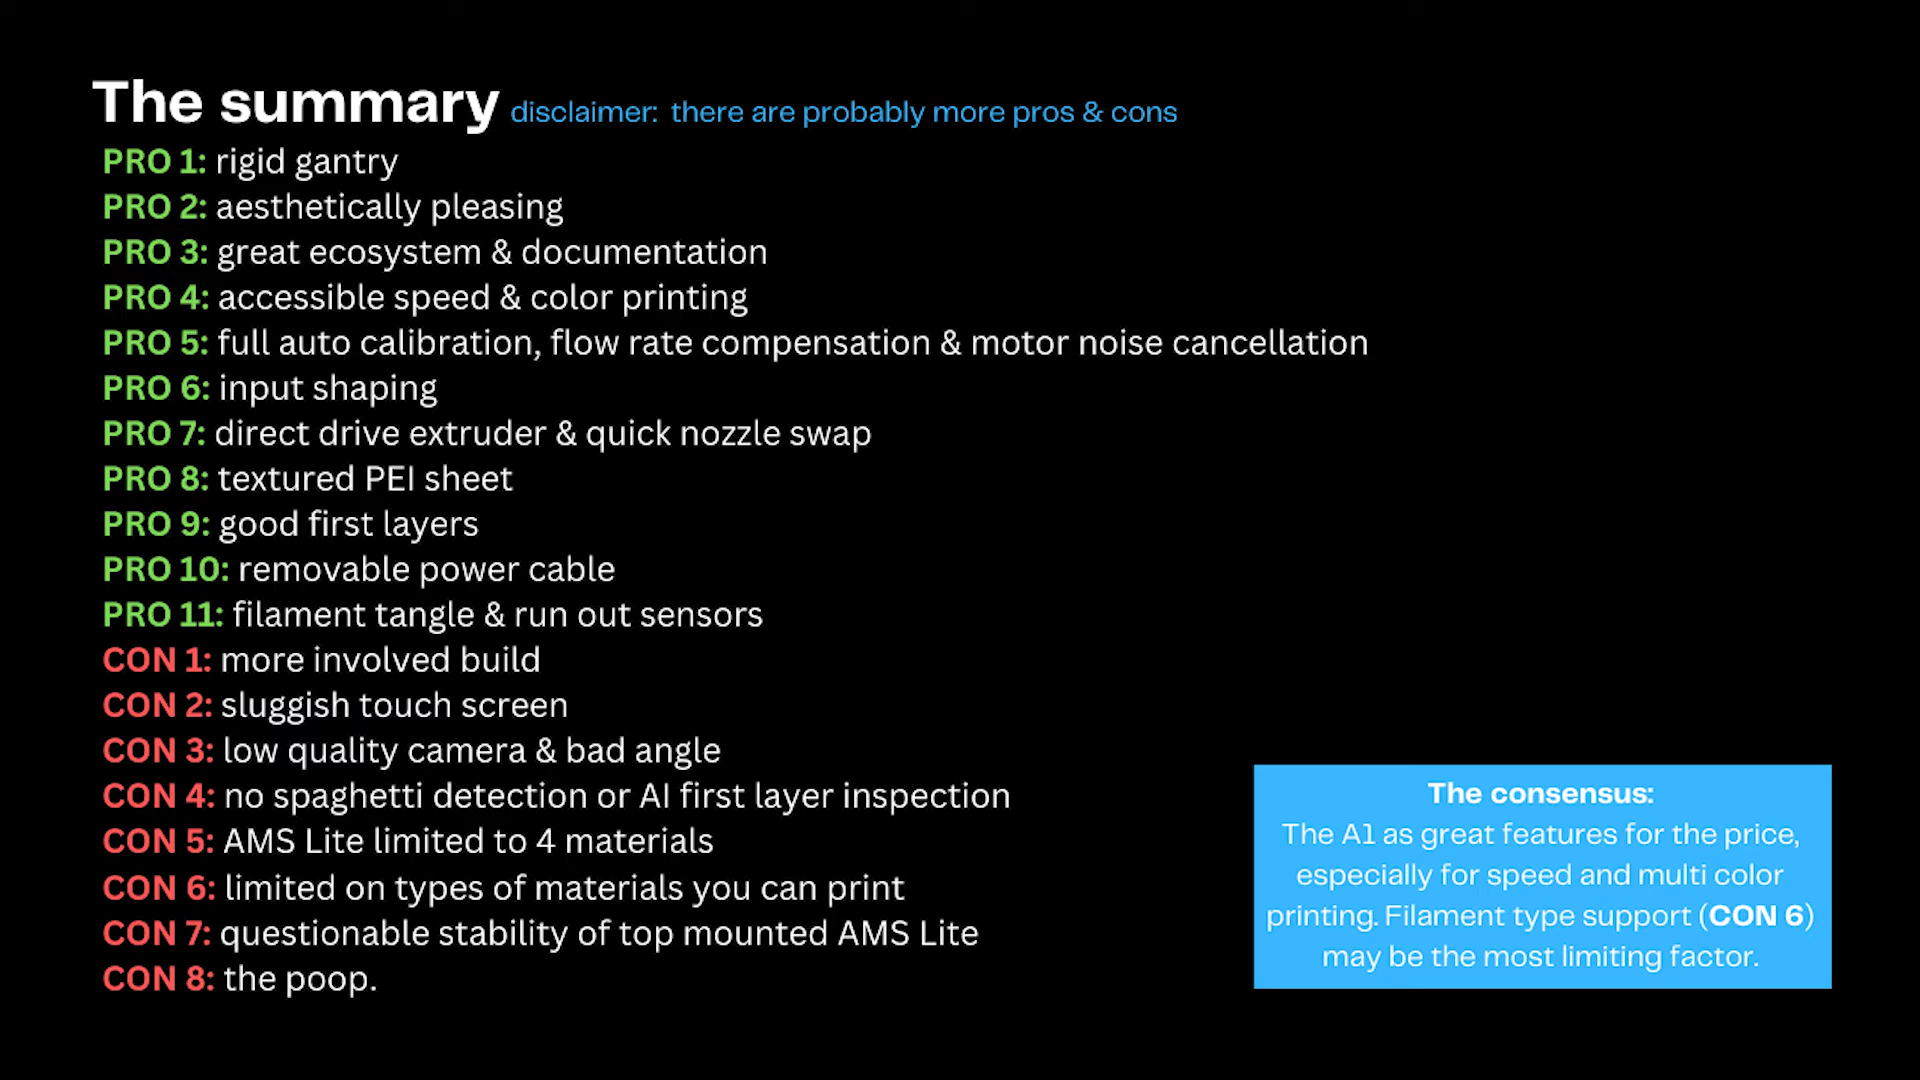 The summary disclaimer: there are probably more pros & cons
PRO 1: rigid gantry
PRO 2: aesthetically pleasing
PRO 3: great ecosystem & documentation
PRO 4: accessible speed & color printing
PRO 5: full auto calibration, flow rate compensation & motor noise cancellation
PRO 6: input shaping
PRO 7: direct drive extruder & quick nozzle swap
PRO 8: textured PEI sheet
PRO 9: good first layers
PRO 10: removable power cable
PRO 11: filament tangle & run out sensors
CON 1: more involved build
CON 2: sluggish touch screen
CON 3: low quality camera & bad angle
CON 4: no spaghetti detection or AI first layer inspection
CON 5: AMS Lite limited to 4 materials
CON 6: limited on types of materials you can print
CON 7: questionable stability of top mounted AMS Lite
CON 8: the poop.
The consensus:
The A1 as great features for the price,
especially for speed and multi color
printing. Filament type support (CON 6)
may be the most limiting factor.